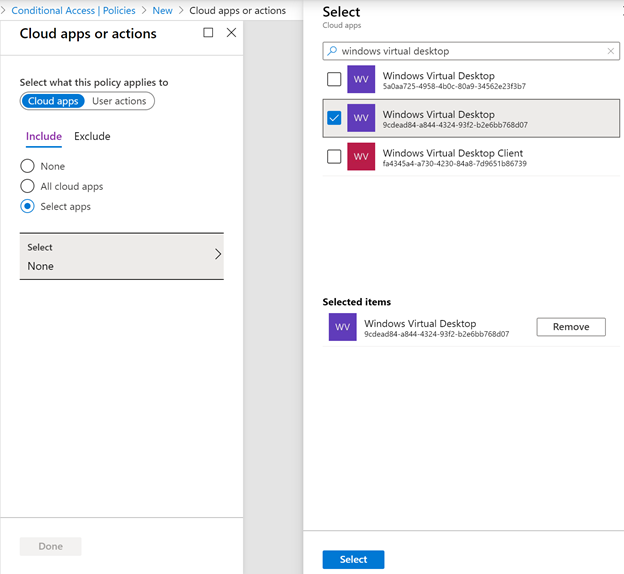 Conditional Access | Policies > New > Cloud apps or actions
Cloud apps or actions
Select what this policy applies to
Cloud apps User actions
Include Exclude
None
All cloud apps
Select apps
Select
None
Done
Select
Cloud apps
windows virtual desktop
WV
Windows Virtual Desktop
5a0aa725-4958-4b0c-80a9-34562e23f3b7
WV
Windows Virtual Desktop
9cdead84-a844-4324-93f2-b2e6bb768d07
WV
Windows Virtual Desktop Client
fa4345a4-a730-4230-84a8-7d9651b86739
Selected items
WV
Windows Virtual Desktop
9cdead84-a844-4324-93f2-b2e6bb768d07
Remove
Select